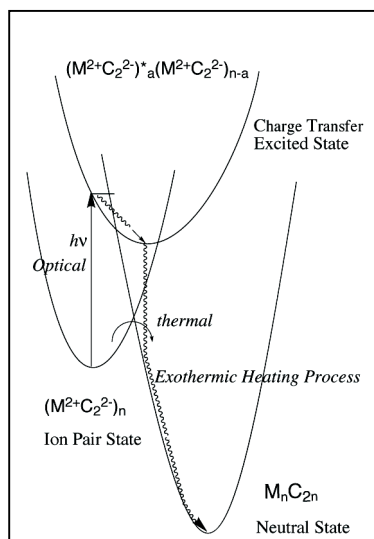 (M²⁺C₂²⁻)*ₐ(M²⁺C₂²⁻)ₙ₋ₐ
Charge Transfer
Excited State
hν
Optical
thermal
Exothermic Heating Process
(M²⁺C₂²⁻)ₙ
Ion Pair State
MₙC₂ₙ
Neutral State